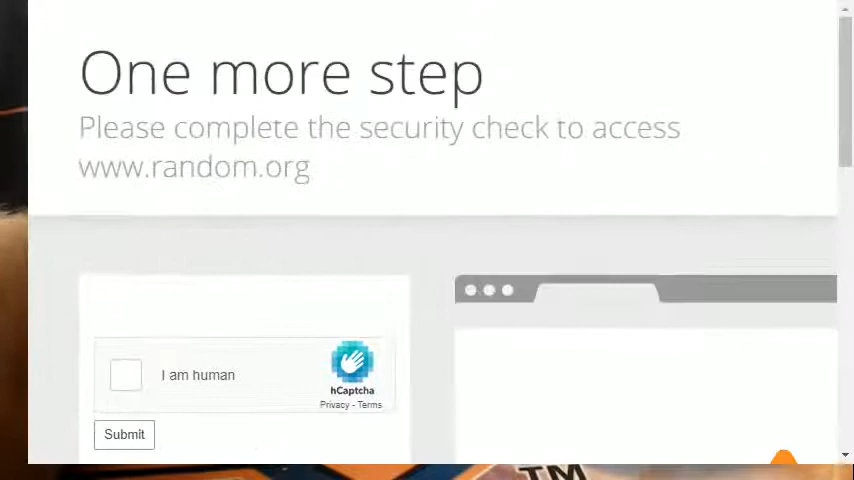 One more step
Please complete the security check to access
www.random.org
I am human
hCaptcha
Privacy - Terms
Submit
TM